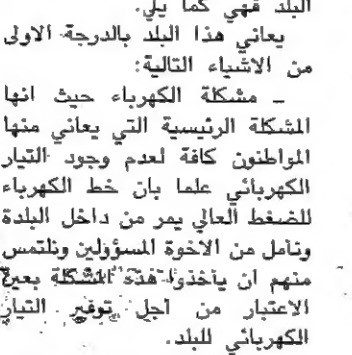 البلد فهي كما يلي.
يعاني هذا البلد بالدرجة الاولى
من الاشياء التالية:
ـ مشكلة الكهرباء حيث انها
المشكلة الرئيسية التي يعاني منها
المواطنون كافة لعدم وجود التيار
الكهربائي علما بان خط الكهرباء
للضغط العالي يمر من داخل البلدة
ونامل من الاخوة المسؤولين ونلتمس
منهم ان ياخذوا هذه المشكلة بعين
الاعتبار من اجل توفير التيار
الكهربائي للبلد.